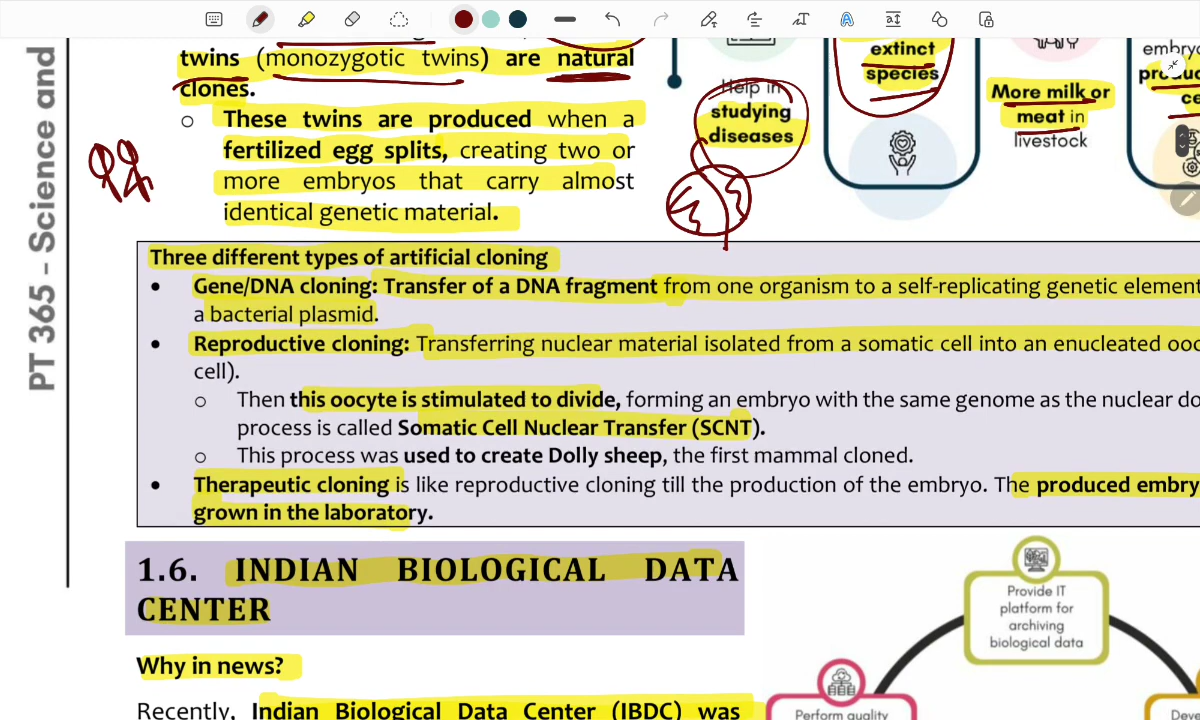 PT 365 - Science and
twins (monozygotic twins) are natural
clones.
o These twins are produced when a
fertilized egg splits, creating two or
more embryos that carry almost
identical genetic material.
Help in
studying
diseases
extinct
species
More milk or
meat in
livestock
Three different types of artificial cloning
• Gene/DNA cloning: Transfer of a DNA fragment from one organism to a self-replicating genetic element
a bacterial plasmid.
• Reproductive cloning: Transferring nuclear material isolated from a somatic cell into an enucleated
cell).
o Then this oocyte is stimulated to divide, forming an embryo with the same genome as the nuclear
process is called Somatic Cell Nuclear Transfer (SCNT).
o This process was used to create Dolly sheep, the first mammal cloned.
• Therapeutic cloning is like reproductive cloning till the production of the embryo. The produced
grown in the laboratory.
1.6. INDIAN BIOLOGICAL DATA
CENTER
Why in news?
Recently, Indian Biological Data Center (IBDC) was
Provide IT
platform for
archiving
biological data
Perform quality